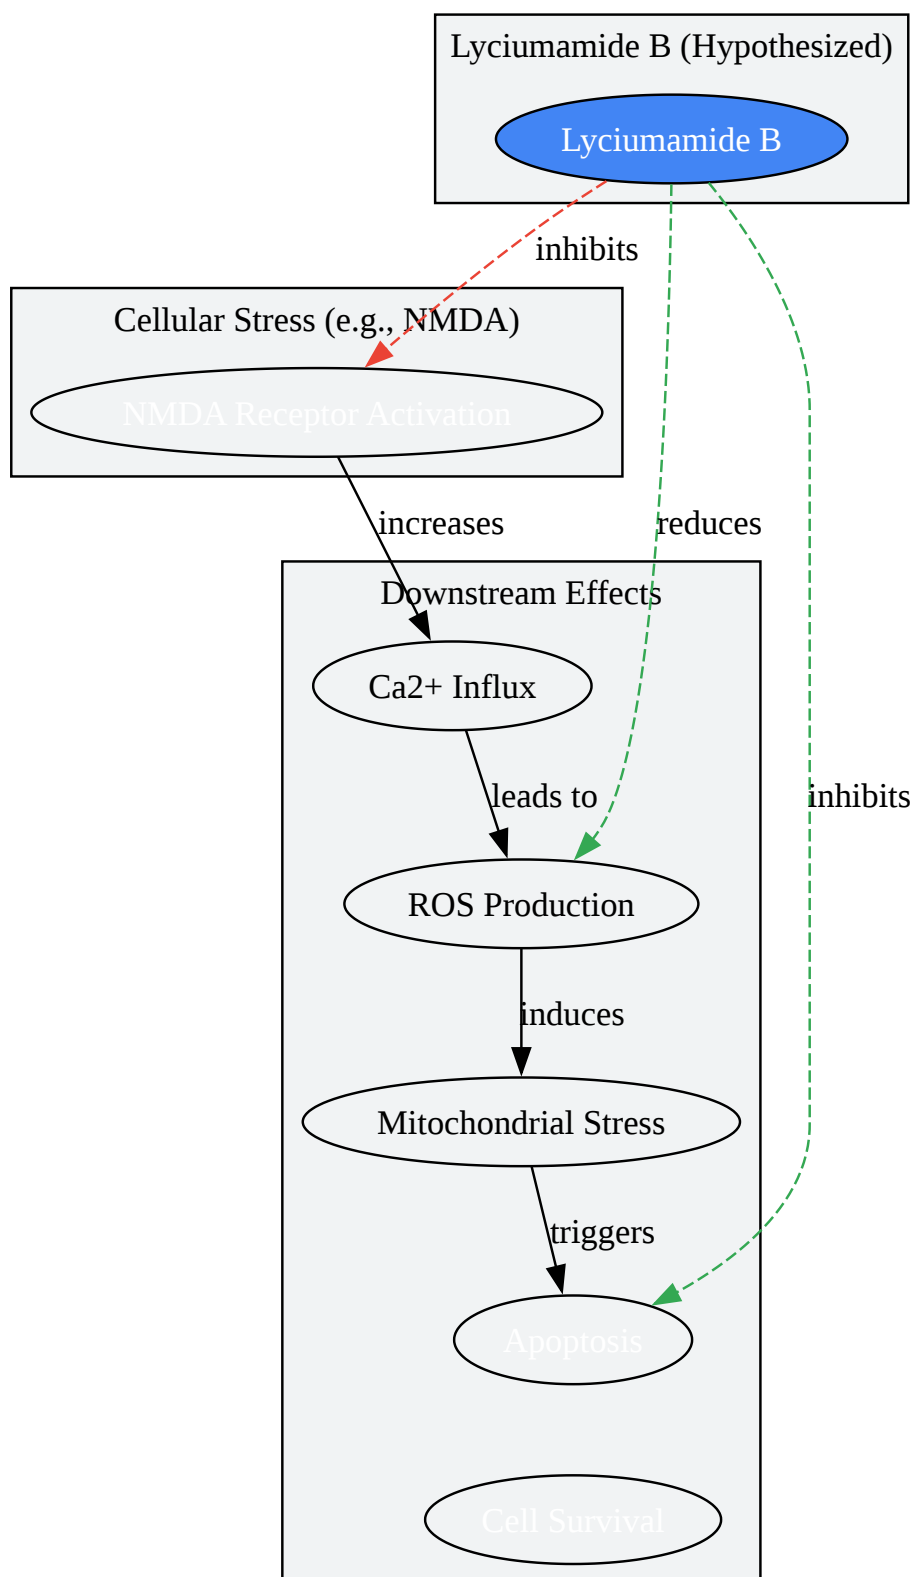 Lyciumamide B (Hypothesized)
Lyciumamide B
inhibits
Cellular Stress (e.g., NMDA)
NMDA Receptor Activation
increases
reduces
Downstream Effects
Ca2+ Influx
leads to
inhibits
ROS Production
induces
Mitochondrial Stress
triggers
Apoptosis
Cell Survival